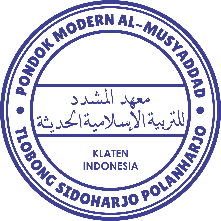 PONDOK MODERN AL-MUSYADDAD
معهد المشدد
للتربية الإسلامية الحديثة
KLATEN
INDONESIA
TLOBONG SIDOHARJO POLANHARJO